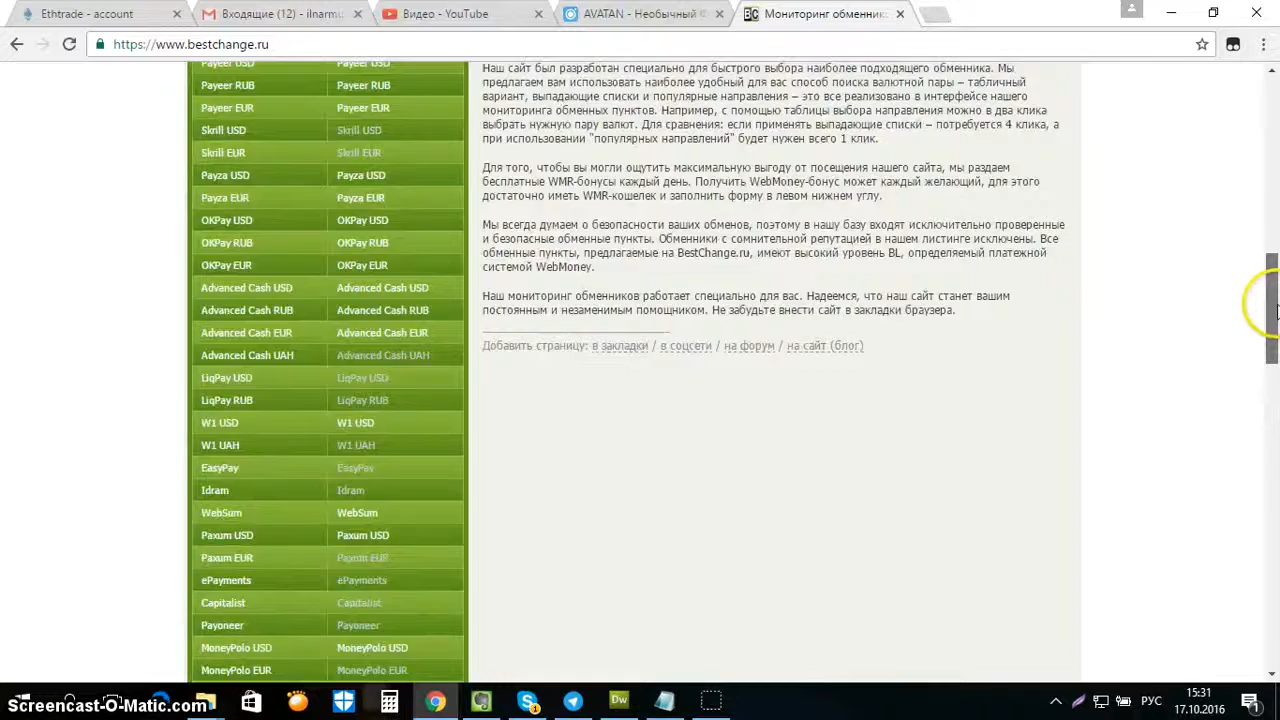 Ethtrade - account
Входящие (12) - ilnarmu
Видео - YouTube
AVATAN - Необычный Ф
Мониторинг обменнико
https://www.bestchange.ru
Payeer USD Payeer USD
Payeer RUB Payeer RUB
Payeer EUR Payeer EUR
Skrill USD Skrill USD
Skrill EUR Skrill EUR
Payza USD Payza USD
Payza EUR Payza EUR
OKPay USD OKPay USD
OKPay RUB OKPay RUB
OKPay EUR OKPay EUR
Advanced Cash USD Advanced Cash USD
Advanced Cash RUB Advanced Cash RUB
Advanced Cash EUR Advanced Cash EUR
Advanced Cash UAH Advanced Cash UAH
LiqPay USD LiqPay USD
LiqPay RUB LiqPay RUB
W1 USD W1 USD
W1 UAH W1 UAH
EasyPay EasyPay
Idram Idram
WebSum WebSum
Paxum USD Paxum USD
Paxum EUR Paxum EUR
ePayments ePayments
Capitalist Capitalist
Payoneer Payoneer
MoneyPolo USD MoneyPolo USD
MoneyPolo EUR MoneyPolo EUR
Наш сайт был разработан специально для быстрого выбора наиболее подходящего обменника. Мы
предлагаем вам использовать наиболее удобный для вас способ поиска валютной пары – табличный
вариант, выпадающие списки и популярные направления – это все реализовано в интерфейсе нашего
мониторинга обменных пунктов. Например, с помощью таблицы выбора направления можно в два клика
выбрать нужную пару валют. Для сравнения: если применять выпадающие списки – потребуется 4 клика, а
при использовании "популярных направлений" будет нужен всего 1 клик.
Для того, чтобы вы могли ощутить максимальную выгоду от посещения нашего сайта, мы раздаем
бесплатные WMR-бонусы каждый день. Получить WebMoney-бонус может каждый желающий, для этого
достаточно иметь WMR-кошелек и заполнить форму в левом нижнем углу.
Мы всегда думаем о безопасности ваших обменов, поэтому в нашу базу входят исключительно проверенные
и безопасные обменные пункты. Обменники с сомнительной репутацией в нашем листинге исключены. Все
обменные пункты, предлагаемые на BestChange.ru, имеют высокий уровень BL, определяемый платежной
системой WebMoney.
Наш мониторинг обменников работает специально для вас. Надеемся, что наш сайт станет вашим
постоянным и незаменимым помощником. Не забудьте внести сайт в закладки браузера.
Добавить страницу: в закладки / в соцсети / на форум / на сайт (блог)
РУС
15:31
17.10.2016
Screencast-O-Matic.com